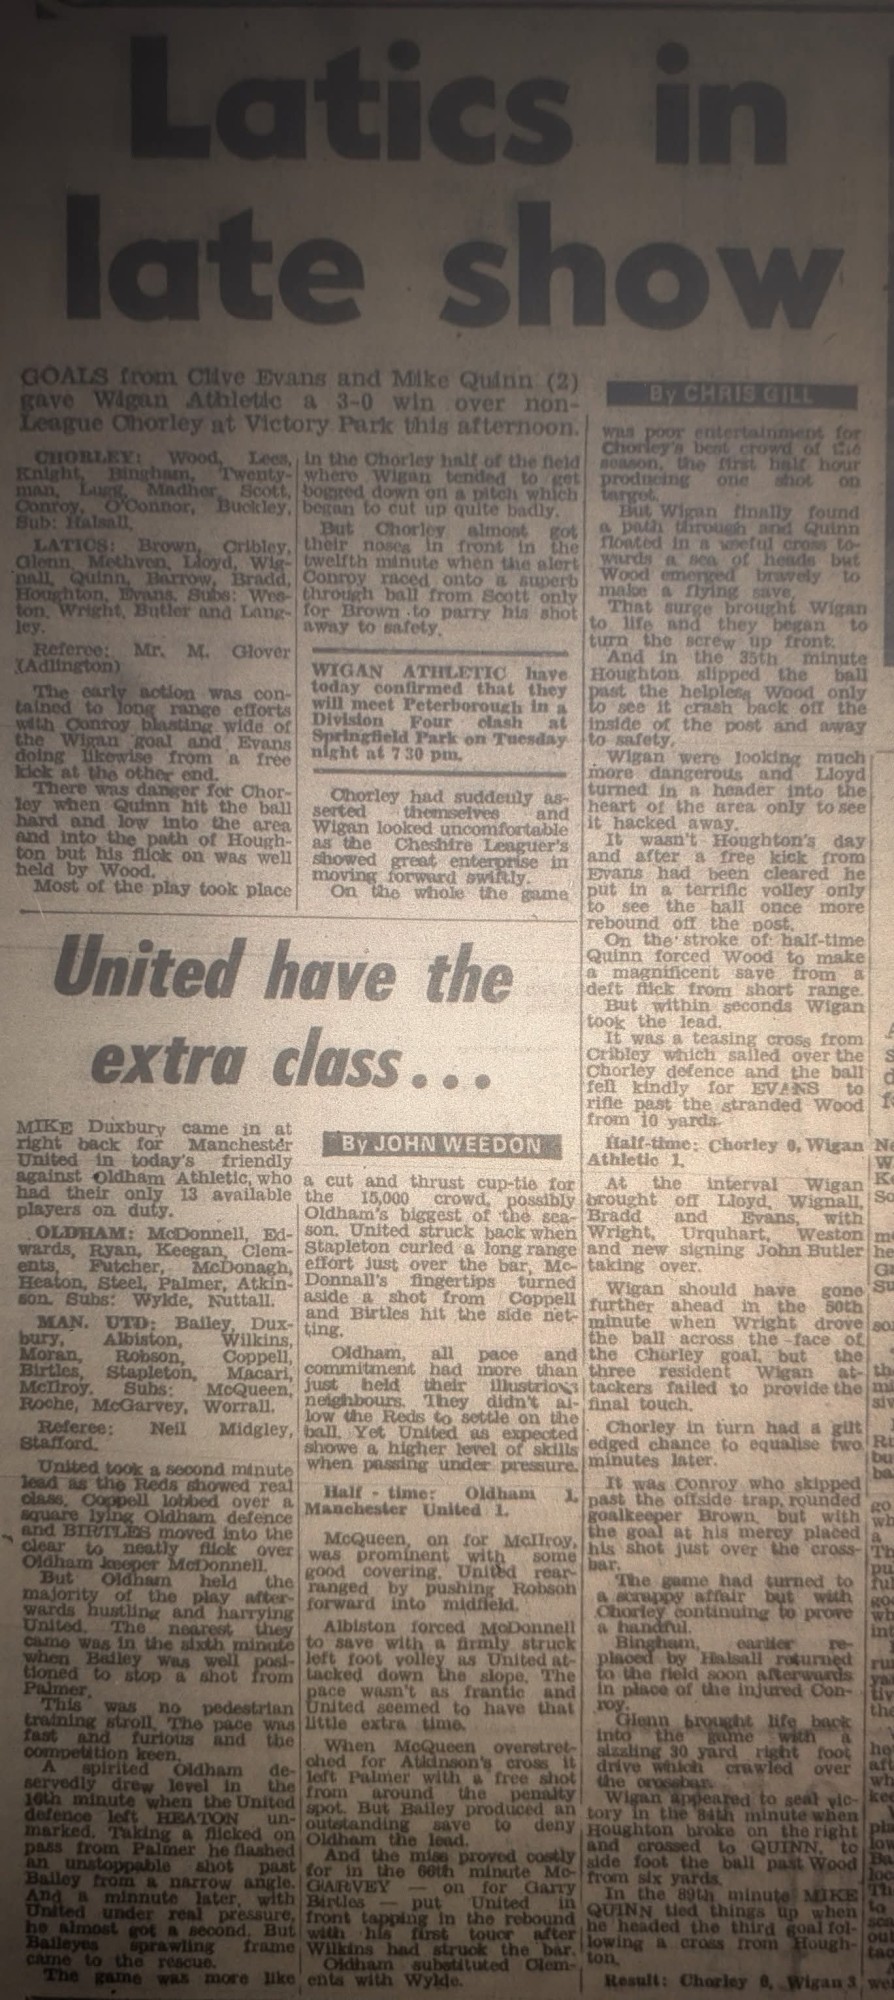 Latics in
late show
GOALS from Clive Evans and Mike Quinn (2)
gave Wigan Athletic a 3-0 win over non-
League Chorley at Victory Park this afternoon.
By CHRIS GILL
CHORLEY: Wood, Lees,
Knight, Bingham, Twenty-
man, Lugg, Madher, Scott,
Conroy, O'Connor, Buckley,
Sub: Halsall.
LATICS: Brown, Cribley,
Glenn, Methven, Lloyd, Wig-
nall, Quinn, Barrow, Bradd,
Houghton, Evans. Subs: Wes-
ton, Wright, Butler and Lang-
ley.
Referee: Mr. M. Glover
(Adlington)
The early action was con-
tained to long range efforts
with Conroy blasting wide of
the Wigan goal and Evans
doing likewise from a free
kick at the other end.
There was danger for Chor-
ley when Quinn hit the ball
hard and low into the area
and into the path of Hough-
ton but his flick on was well
held by Wood.
Most of the play took place
in the Chorley half of the field
where Wigan tended to get
bogged down on a pitch which
began to cut up quite badly.
But Chorley almost got
their noses in front in the
twelfth minute when the alert
Conroy raced onto a superb
through ball from Scott only
for Brown to parry his shot
away to safety.
WIGAN ATHLETIC have
today confirmed that they
will meet Peterborough in a
Division Four clash at
Springfield Park on Tuesday
night at 7 30 pm.
Chorley had suddenly as-
serted themselves and
Wigan looked uncomfortable
as the Cheshire Leaguer's
showed great enterprise in
moving forward swiftly.
On the whole the game
was poor entertainment for
Chorley's best crowd of the
season, the first half hour
producing one shot on
target.
But Wigan finally found
a path through and Quinn
floated in a useful cross to-
wards a sea of heads but
Wood emerged bravely to
make a flying save.
That surge brought Wigan
to life and they began to
turn the screw up front.
And in the 35th minute
Houghton slipped the ball
past the helpless Wood only
to see it crash back off the
inside of the post and away
to safety.
Wigan were looking much
more dangerous and Lloyd
turned in a header into the
heart of the area only to see
it hacked away.
It wasn't Houghton's day
and after a free kick from
Evans had been cleared he
put in a terrific volley only
to see the ball once more
rebound off the post.
On the stroke of half-time
Quinn forced Wood to make
a magnificent save from a
deft flick from short range.
But within seconds Wigan
took the lead.
It was a teasing cross from
Cribley which sailed over the
Chorley defence and the ball
fell kindly for EVANS to
rifle past the stranded Wood
from 10 yards.
Half-time: Chorley 0, Wigan
Athletic 1.
At the interval Wigan
brought off Lloyd, Wignall,
Bradd and Evans, with
Wright, Urquhart, Weston
and new signing John Butler
taking over.
Wigan should have gone
further ahead in the 50th
minute when Wright drove
the ball across the face of
the Chorley goal, but the
three resident Wigan at-
tackers failed to provide the
final touch.
Chorley in turn had a gilt
edged chance to equalise two
minutes later.
It was Conroy who skipped
past the offside trap, rounded
goalkeeper Brown, but with
the goal at his mercy placed
his shot just over the cross-
bar.
The game had turned to
a scrappy affair but with
Chorley continuing to prove
a handful.
Bingham, earlier re-
placed by Halsall returned
to the field soon afterwards
in place of the injured Con-
roy.
Glenn brought life back
into the game with a
sizzling 30 yard right foot
drive which crawled over
the crossbar.
Wigan appeared to seal vic-
tory in the 84th minute when
Houghton broke on the right
and crossed to QUINN, to
side foot the ball past Wood
from six yards.
In the 89th minute MIKE
QUINN tied things up when
he headed the third goal fol-
lowing a cross from Hough-
ton.
Result: Chorley 0, Wigan 3
United have the
extra class...
By JOHN WEEDON
MIKE Duxbury came in at
right back for Manchester
United in today's friendly
against Oldham Athletic, who
had their only 13 available
players on duty.
OLDHAM: McDonnell, Ed-
wards, Ryan, Keegan, Clem-
ents, Futcher, McDonagh,
Heaton, Steel, Palmer, Atkin-
son. Subs: Wylde, Nuttall.
MAN. UTD: Bailey, Dux-
bury, Albiston, Wilkins,
Moran, Robson, Coppell,
Birtles, Stapleton, Macari,
McIlroy. Subs: McQueen,
Roche, McGarvey, Worrall.
Referee: Neil Midgley,
Stafford.
United took a second minute
lead as the Reds showed real
class. Coppell lobbed over a
square lying Oldham defence
and BIRTLES moved into the
clear to neatly flick over
Oldham keeper McDonnell.
But Oldham held the
majority of the play after-
wards hustling and harrying
United. The nearest they
came was in the sixth minute
when Bailey was well posi-
tioned to stop a shot from
Palmer.
This was no pedestrian
training stroll. The pace was
fast and furious and the
competition keen.
A spirited Oldham de-
servedly drew level in the
16th minute when the United
defence left HEATON un-
marked. Taking a flicked on
pass from Palmer he flashed
an unstoppable shot past
Bailey from a narrow angle.
And a minnute later, with
United under real pressure,
he almost got a second. But
Baileyes sprawling frame
came to the rescue.
The game was more like
a cut and thrust cup-tie for
the 15,000 crowd, possibly
Oldham's biggest of the sea-
son. United struck back when
Stapleton curled a long range
effort just over the bar, Mc-
Donnall's fingertips turned
aside a shot from Coppell
and Birtles hit the side net-
ting.
Oldham, all pace and
commitment had more than
just held their illustrious
neighbours. They didn't al-
low the Reds to settle on the
ball. Yet United as expected
showe a higher level of skills
when passing under pressure.
Half - time: Oldham 1,
Manchester United 1.
McQueen, on for McIlroy,
was prominent with some
good covering. United rear-
ranged by pushing Robson
forward into midfield.
Albiston forced McDonnell
to save with a firmly struck
left foot volley as United at-
tacked down the slope. The
pace wasn't as frantic and
United seemed to have that
little extra time.
When McQueen overstret-
ched for Atkinson's cross it
left Palmer with a free shot
from around the penalty
spot. But Bailey produced an
outstanding save to deny
Oldham the lead.
And the miss proved costly
for in the 66th minute Mc-
GARVEY — on for Garry
Birtles — put United in
front tapping in the rebound
with his first toucr after
Wilkins had struck the bar.
Oldham substituted Clem-
ents with Wylde.